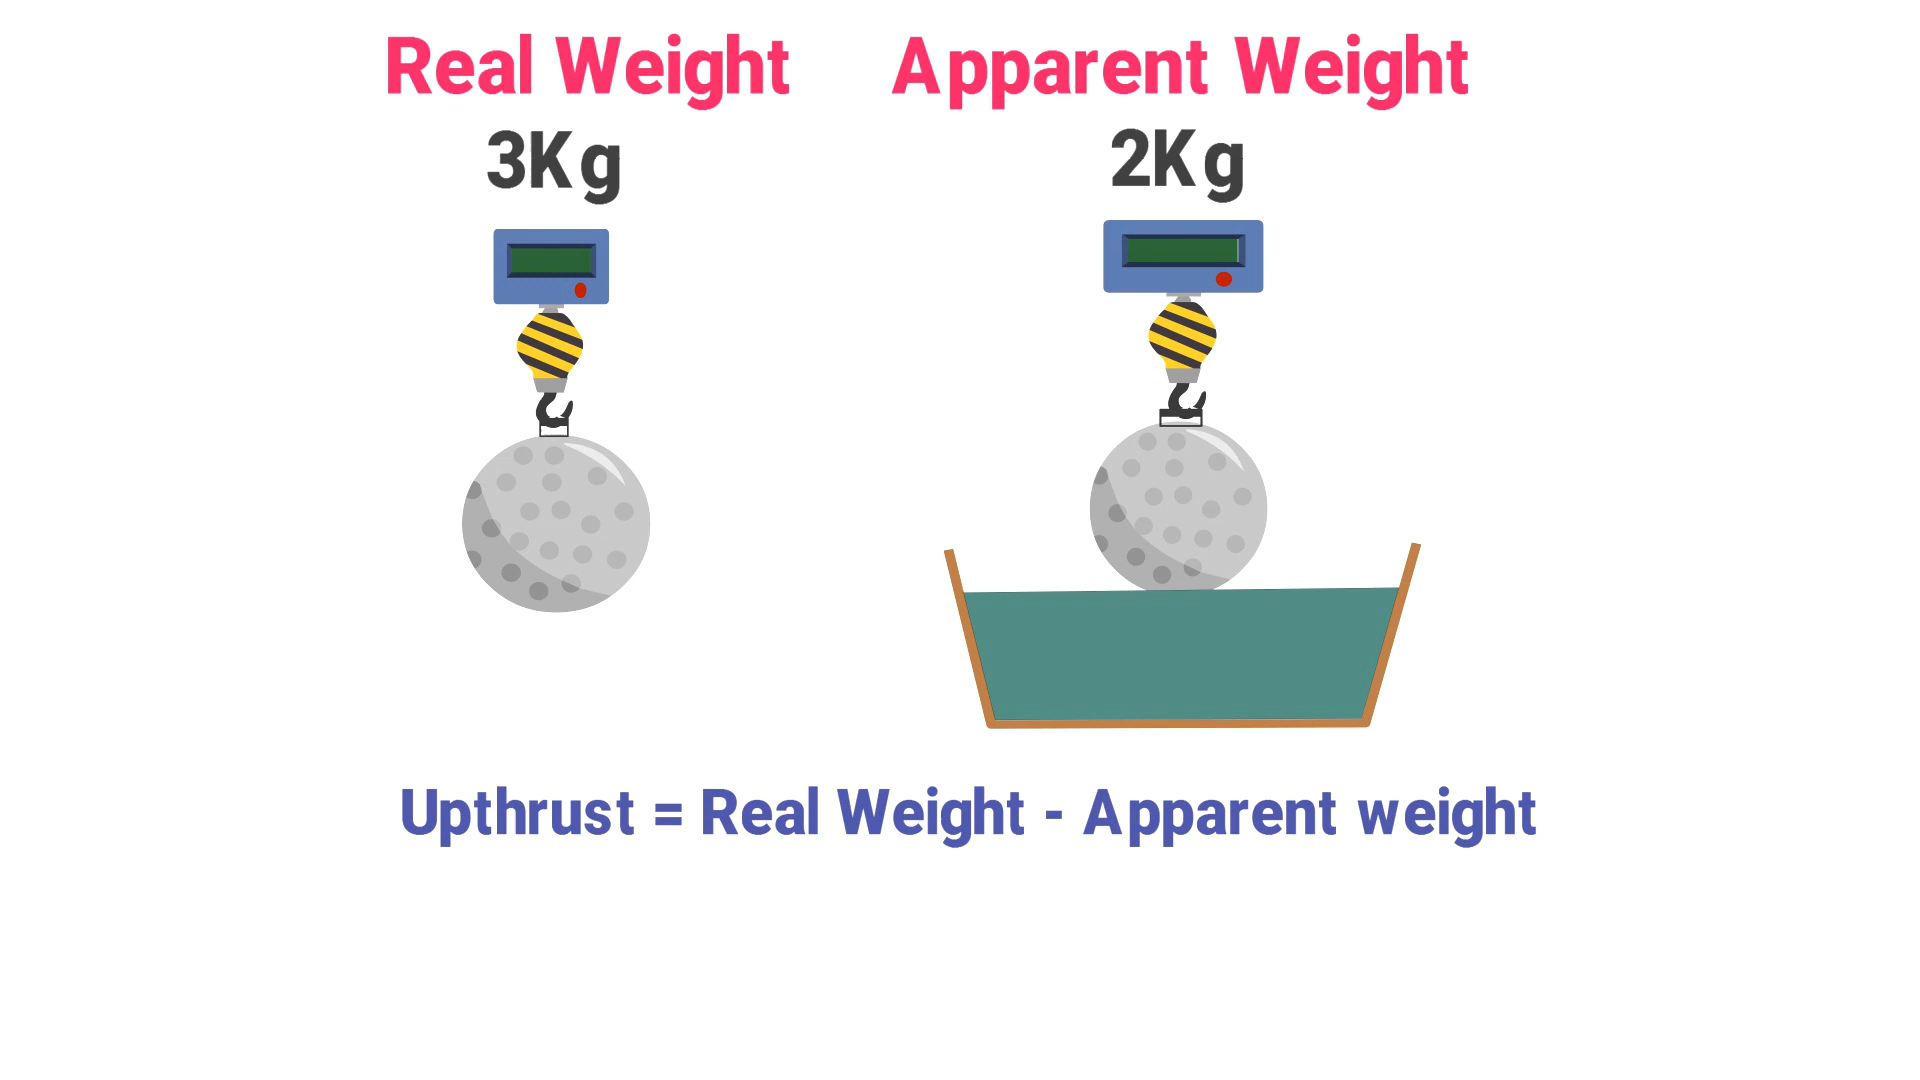 Real Weight
Apparent Weight
3Kg
2Kg
Upthrust = Real Weight - Apparent weight